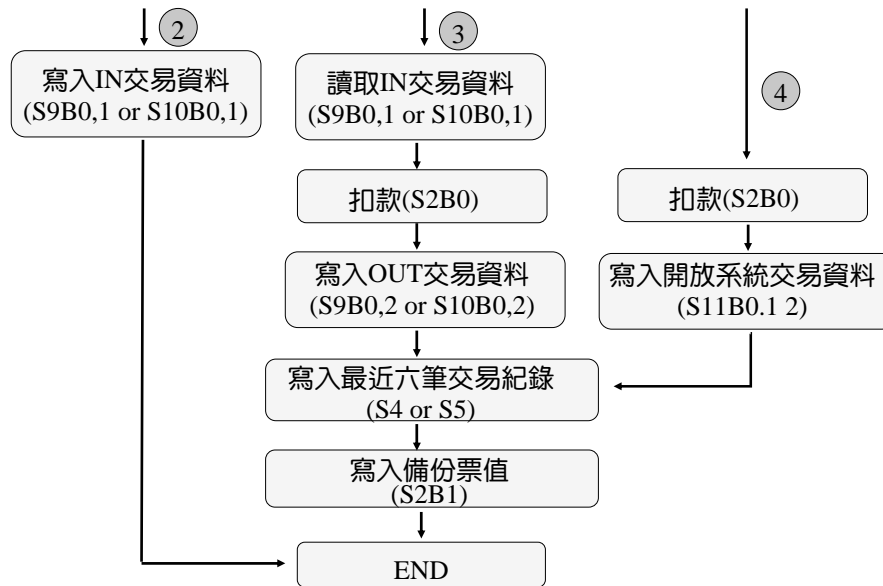 2
寫入IN交易資料
(S9B0,1 or S10B0,1)
3
讀取IN交易資料
(S9B0,1 or S10B0,1)
4
扣款(S2B0)
扣款(S2B0)
寫入OUT交易資料
(S9B0,2 or S10B0,2)
寫入開放系統交易資料
(S11B0.1 2)
寫入最近六筆交易紀錄
(S4 or S5)
寫入備份票值
(S2B1)
END